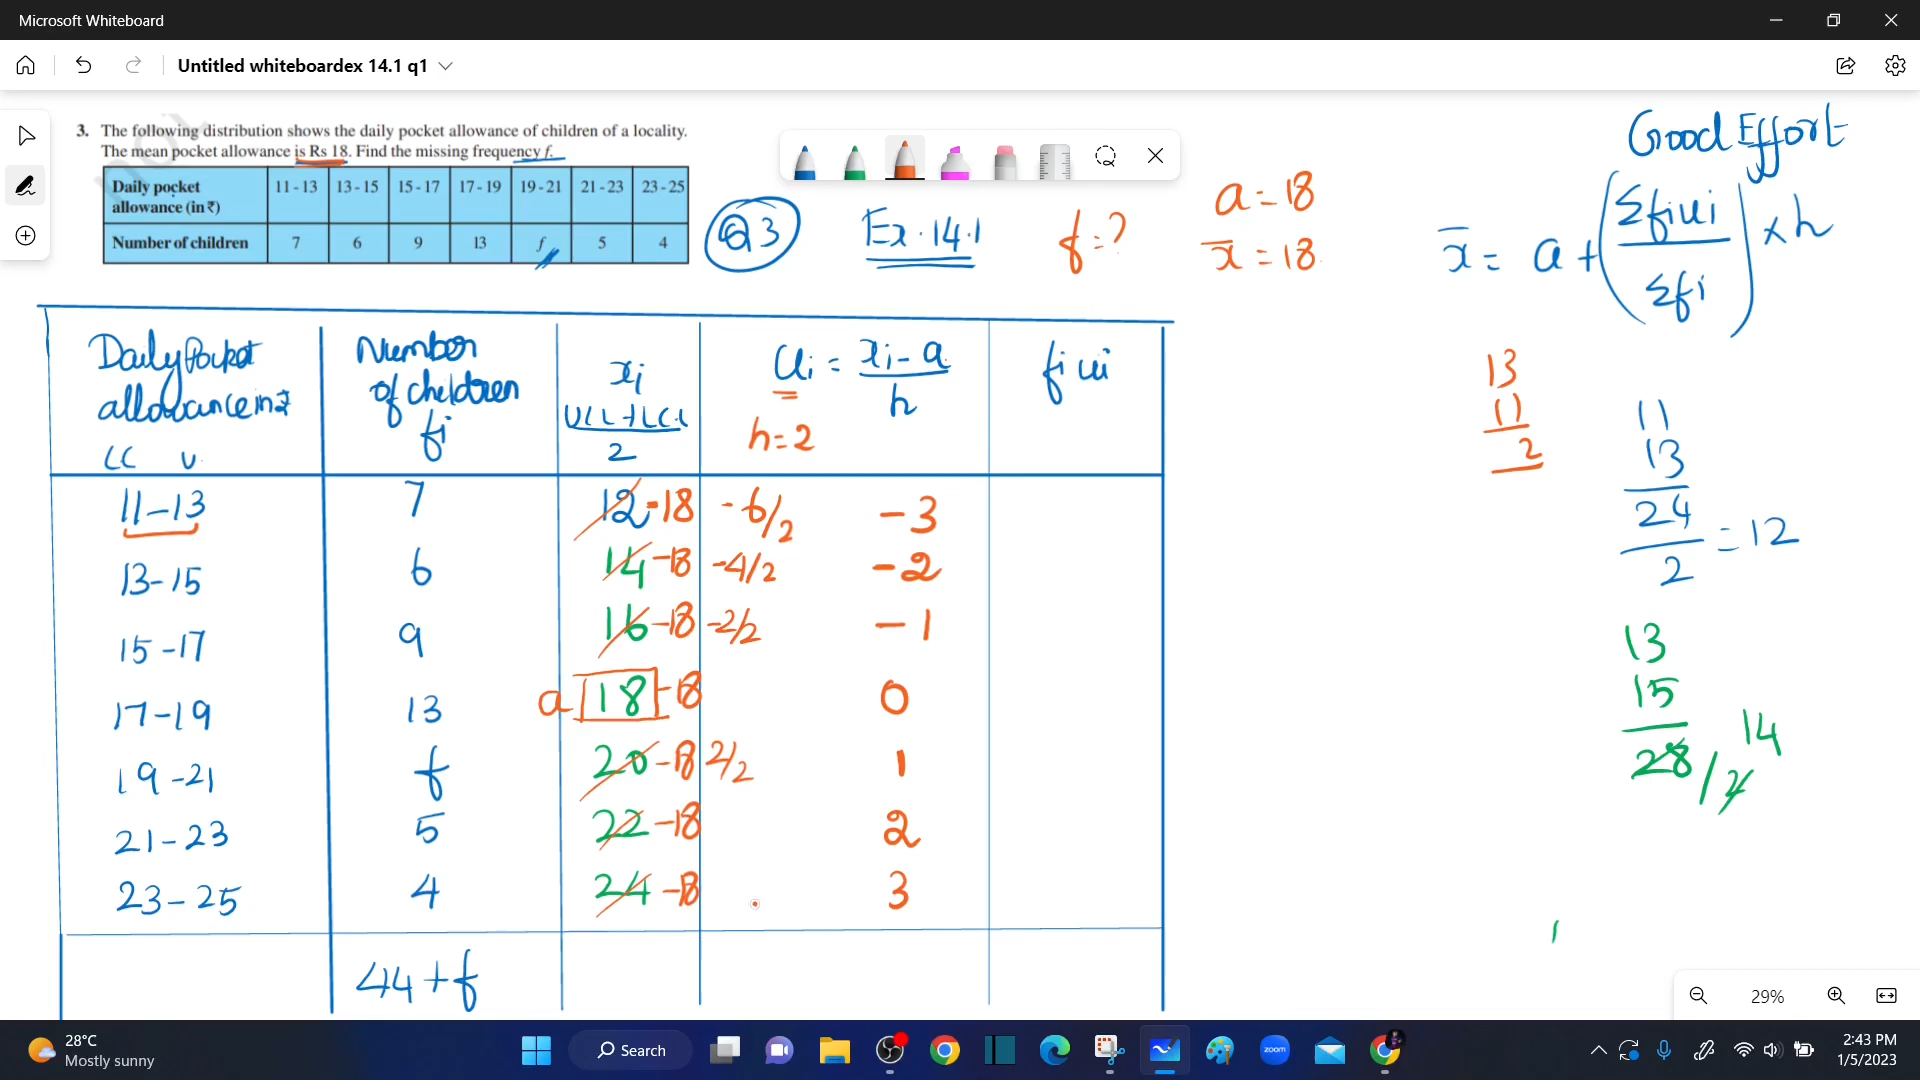 Microsoft Whiteboard
Untitled whiteboardex 14.1 q1
3. The following distribution shows the daily pocket allowance of children of a locality.
The mean pocket allowance is Rs 18. Find the missing frequency f.
Daily pocket allowance (in ₹) 11 - 13 13 - 15 15 - 17 17 - 19 19 - 21 21 - 23 23 - 25
Number of children 7 6 9 13 f 5 4
Q3 Ex. 14.1 f = ?
a = 18
x̄ = 18
Good Effort
x̄ = a + (Σfiui / Σfi) × h
Daily Pocket allowance in ₹
LC U
Number of children fi
xi
UCL + LCL
2
ui = xi - a / h
h = 2
fi ui
11 - 13 7 12 - 18 -6/2 -3
13 - 15 6 14 - 18 -4/2 -2
15 - 17 9 16 - 18 -2/2 -1
17 - 19 13 a 18 - 18 0
19 - 21 f 20 - 18 2/2 1
21 - 23 5 22 - 18 2
23 - 25 4 24 - 18 3
44 + f
13
11
2
11
13
24
2 = 12
13
15
28 / 2 14
29%
28°C
Mostly sunny
Search
zoom
2:43 PM
1/5/2023